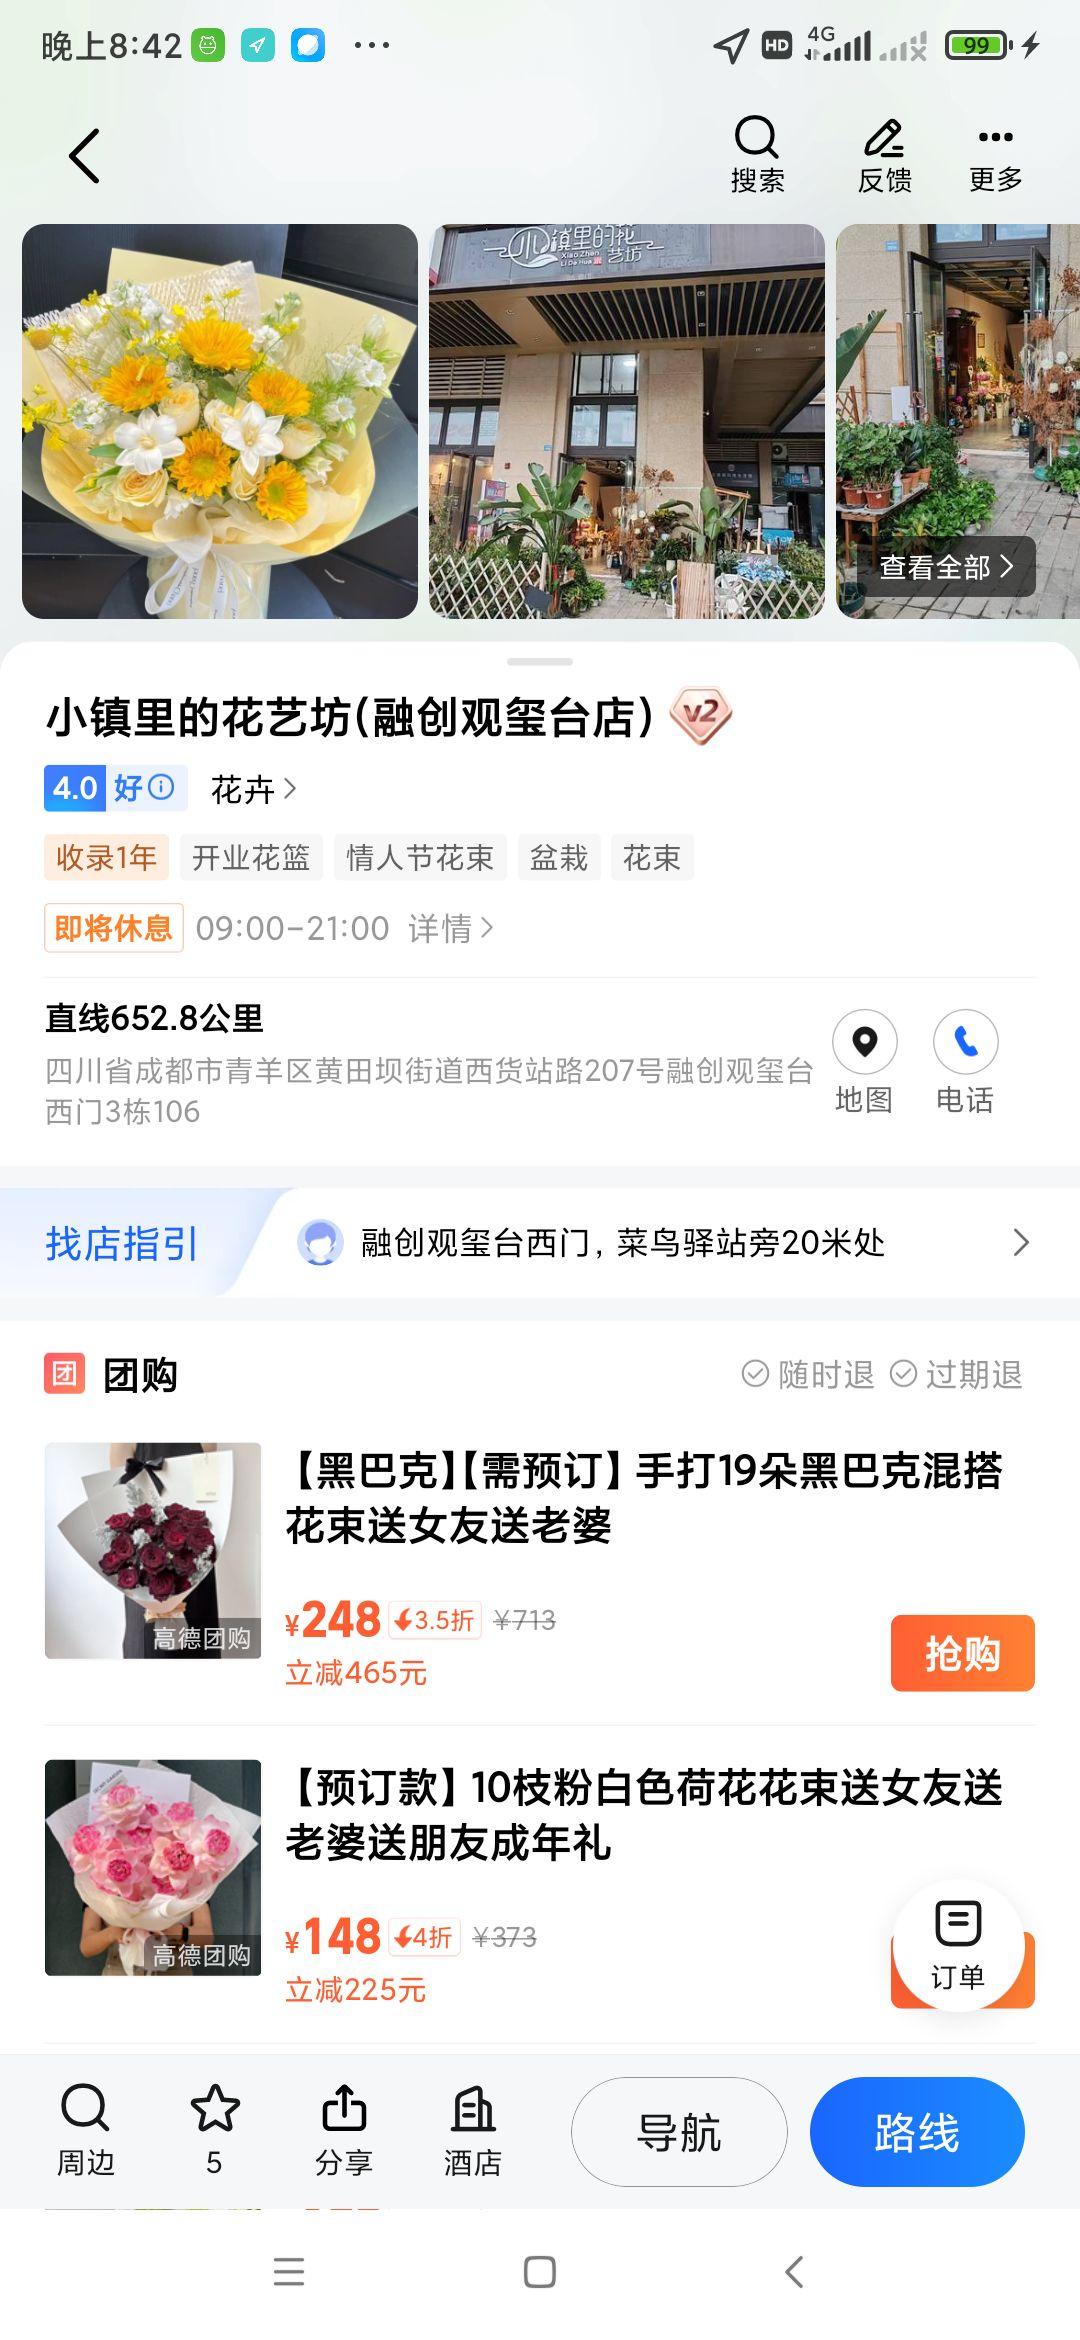 晚上8:42
HD
4G
99
搜索
反馈
更多
小镇里的花艺坊
Xiao Zhen
Li De Hua
查看全部
小镇里的花艺坊(融创观玺台店)
v2
4.0 好 花卉
收录1年 开业花篮 情人节花束 盆栽 花束
即将休息 09:00-21:00 详情
直线652.8公里
四川省成都市青羊区黄田坝街道西货站路207号融创观玺台
西门3栋106
地图
电话
找店指引
融创观玺台西门，菜鸟驿站旁20米处
团 团购
随时退 过期退
【黑巴克】【需预订】手打19朵黑巴克混搭
花束送女友送老婆
高德团购
¥248 3.5折 ¥713
立减465元
抢购
【预订款】10枝粉白色荷花花束送女友送
老婆送朋友成年礼
高德团购
¥148 4折 ¥373
立减225元
订单
周边
5
分享
酒店
导航
路线